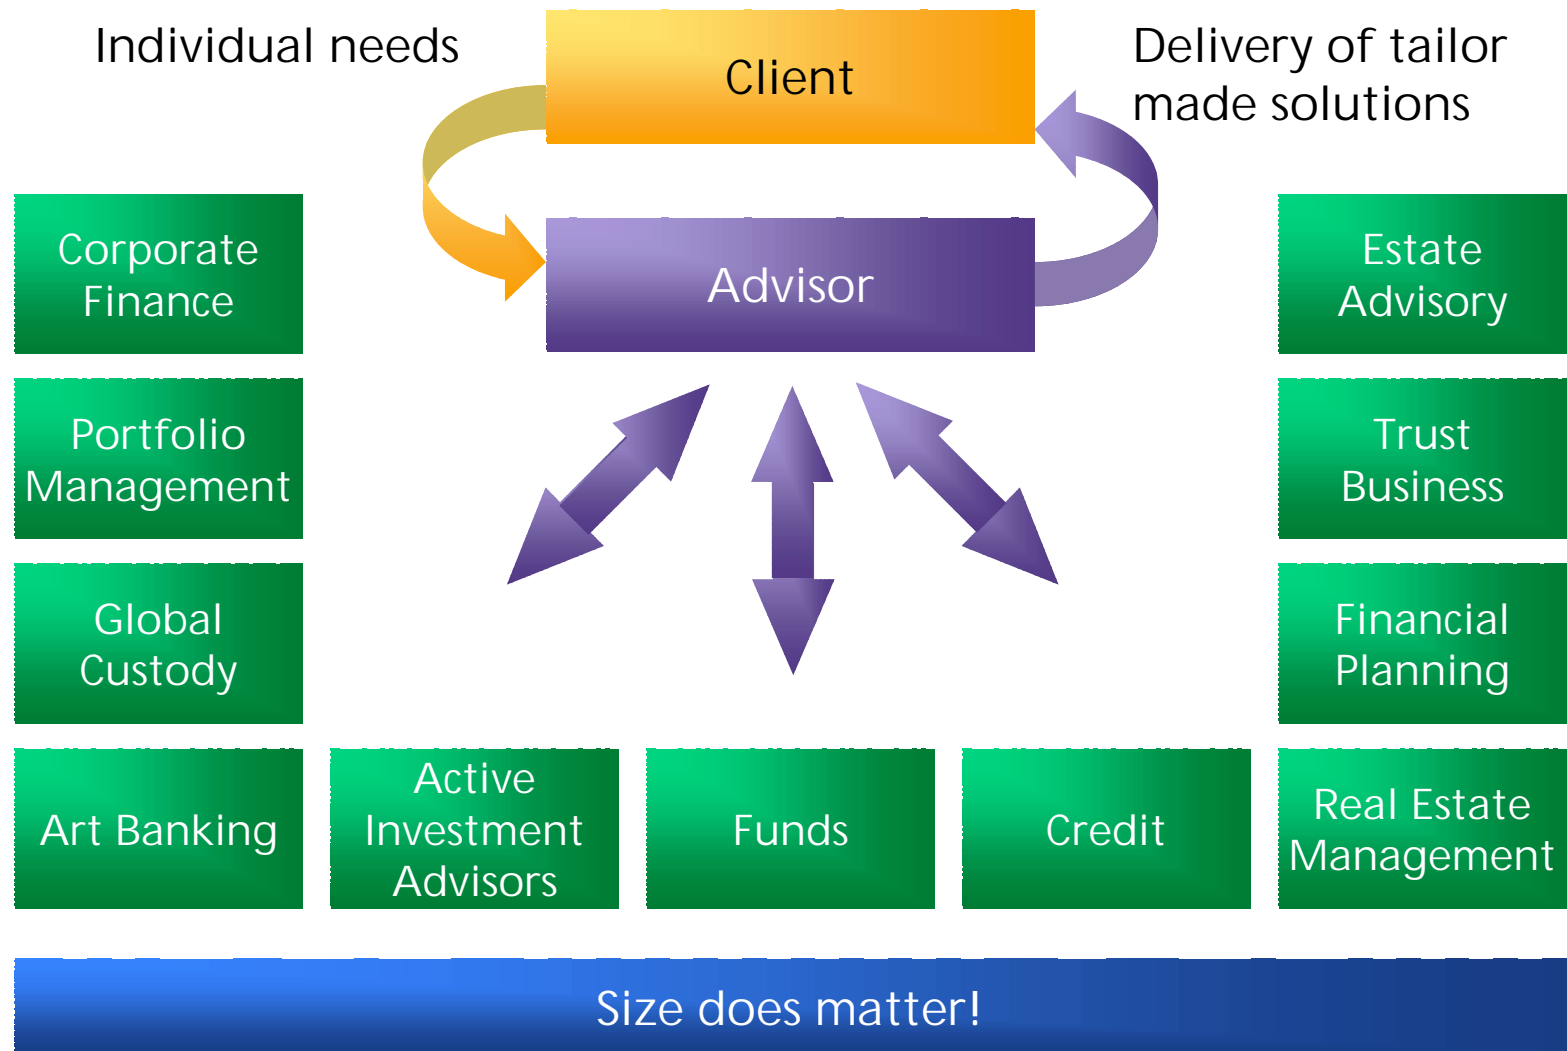 Individual needs
Client
Delivery of tailor
made solutions
Advisor
Corporate
Finance
Estate
Advisory
Portfolio
Management
Trust
Business
Global
Custody
Financial
Planning
Art Banking
Active
Investment
Advisors
Funds
Credit
Real Estate
Management
Size does matter!